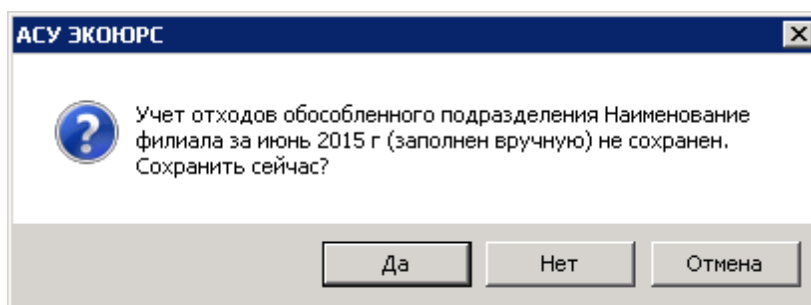 АСУ ЭКОЮРС
Учет отходов обособленного подразделения Наименование
филиала за июнь 2015 г (заполнен вручную) не сохранен.
Сохранить сейчас?
Да
Нет
Отмена